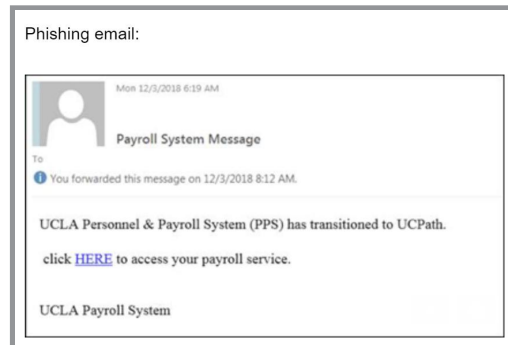 Phishing email:
Mon 12/3/2018 6:19 AM
Payroll System Message
To
You forwarded this message on 12/3/2018 8:12 AM.
UCLA Personnel & Payroll System (PPS) has transitioned to UCPath.
click HERE to access your payroll service.
UCLA Payroll System